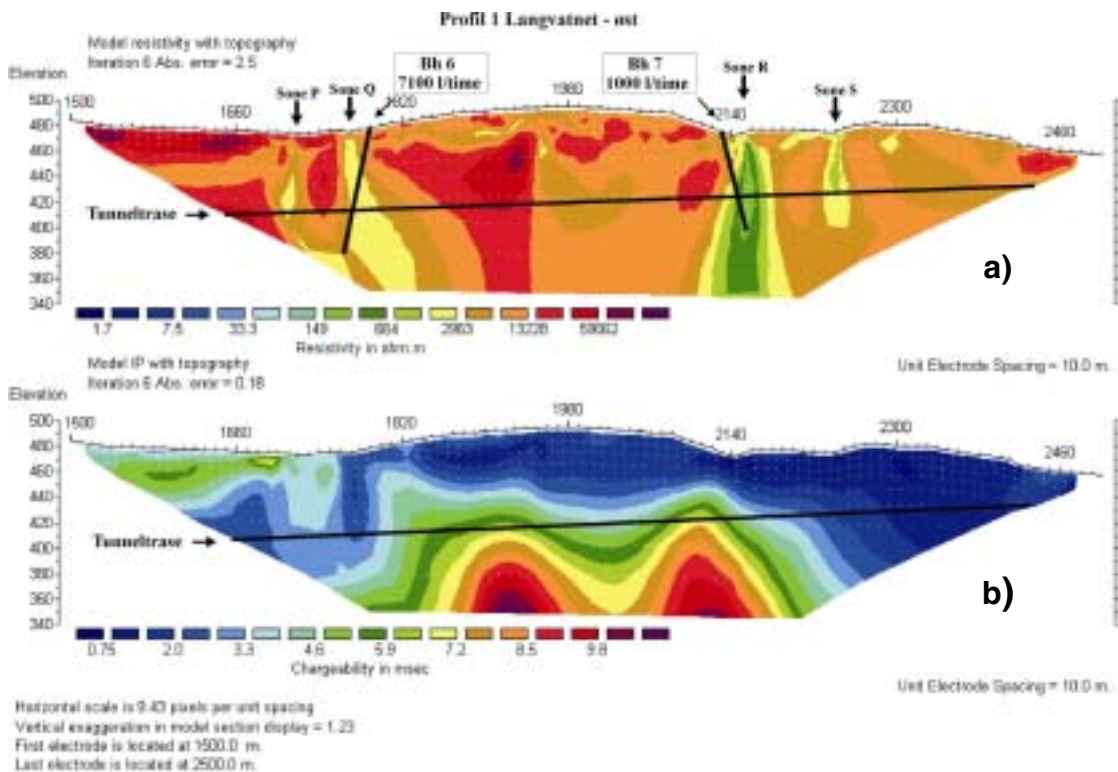 Profil 1 Langvatnet - øst
Model resistivity with topography
Iteration 6 Abs. error = 2.5
Bh 6
7100 l/time
Bh 7
1000 l/time
Sone P
Sone Q
Sone R
Sone S
Elevation
1500
1660
1820
1980
2140
2300
2460
500
480
460
440
420
400
380
360
340
Tunneltrase
a)
1.7 7.5 33.3 149 664 2963 13228 59062
Resistivity in ohm.m
Unit Electrode Spacing = 10.0 m.
Model IP with topography
Iteration 6 Abs. error = 0.18
Elevation
1500
1660
1820
1980
2140
2300
2460
500
480
460
440
420
400
380
360
340
Tunneltrase
b)
0.75 2.0 3.3 4.6 5.9 7.2 8.5 9.8
Chargeability in msec
Unit Electrode Spacing = 10.0 m.
Horizontal scale is 9.43 pixels per unit spacing
Vertical exaggeration in model section display = 1.23
First electrode is located at 1500.0 m.
Last electrode is located at 2500.0 m.